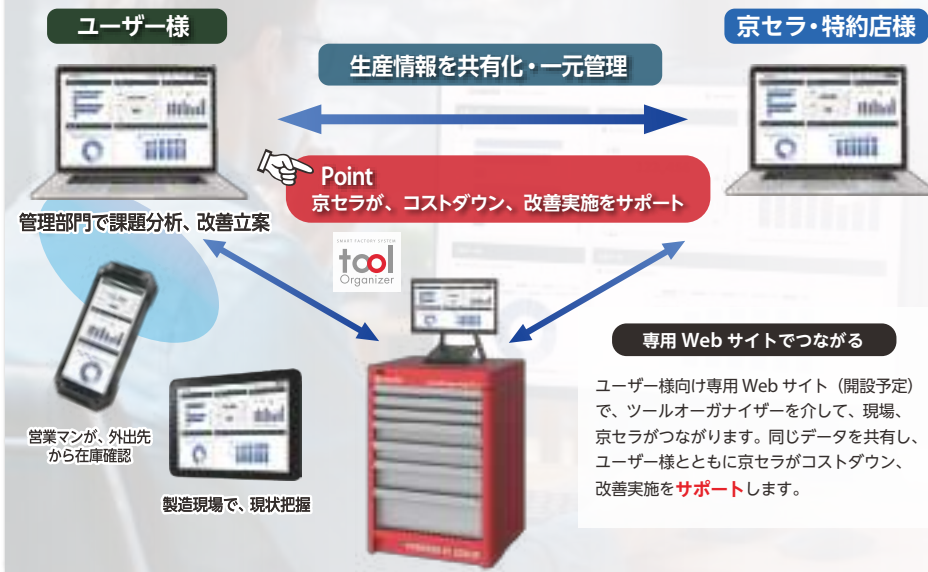 ユーザー様
京セラ・特約店様
生産情報を共有化・一元管理
Point
京セラが、コストダウン、改善実施をサポート
管理部門で課題分析、改善立案
SMART FACTORY SYSTEM
tool
Organizer
専用 Web サイトでつながる
ユーザー様向け専用 Web サイト（開設予定）
で、ツールオーガナイザーを介して、現場、
京セラがつながります。同じデータを共有し、
ユーザー様とともに京セラがコストダウン、
改善実施をサポートします。
営業マンが、外出先
から在庫確認
製造現場で、現状把握